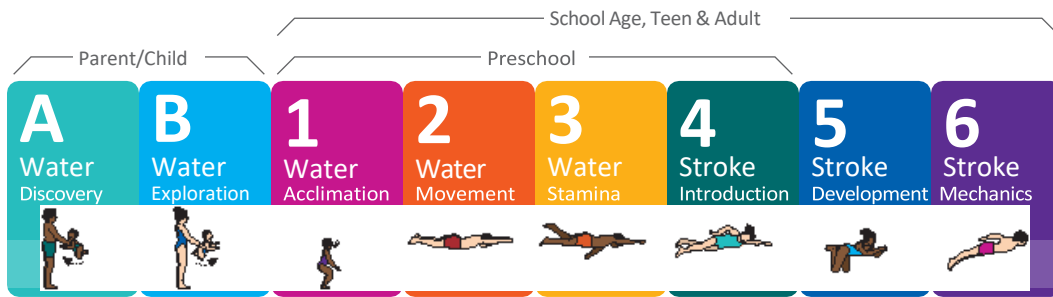 School Age, Teen & Adult
Parent/Child
Preschool
A
Water
Discovery
B
Water
Exploration
1
Water
Acclimation
2
Water
Movement
3
Water
Stamina
4
Stroke
Introduction
5
Stroke
Development
6
Stroke
Mechanics